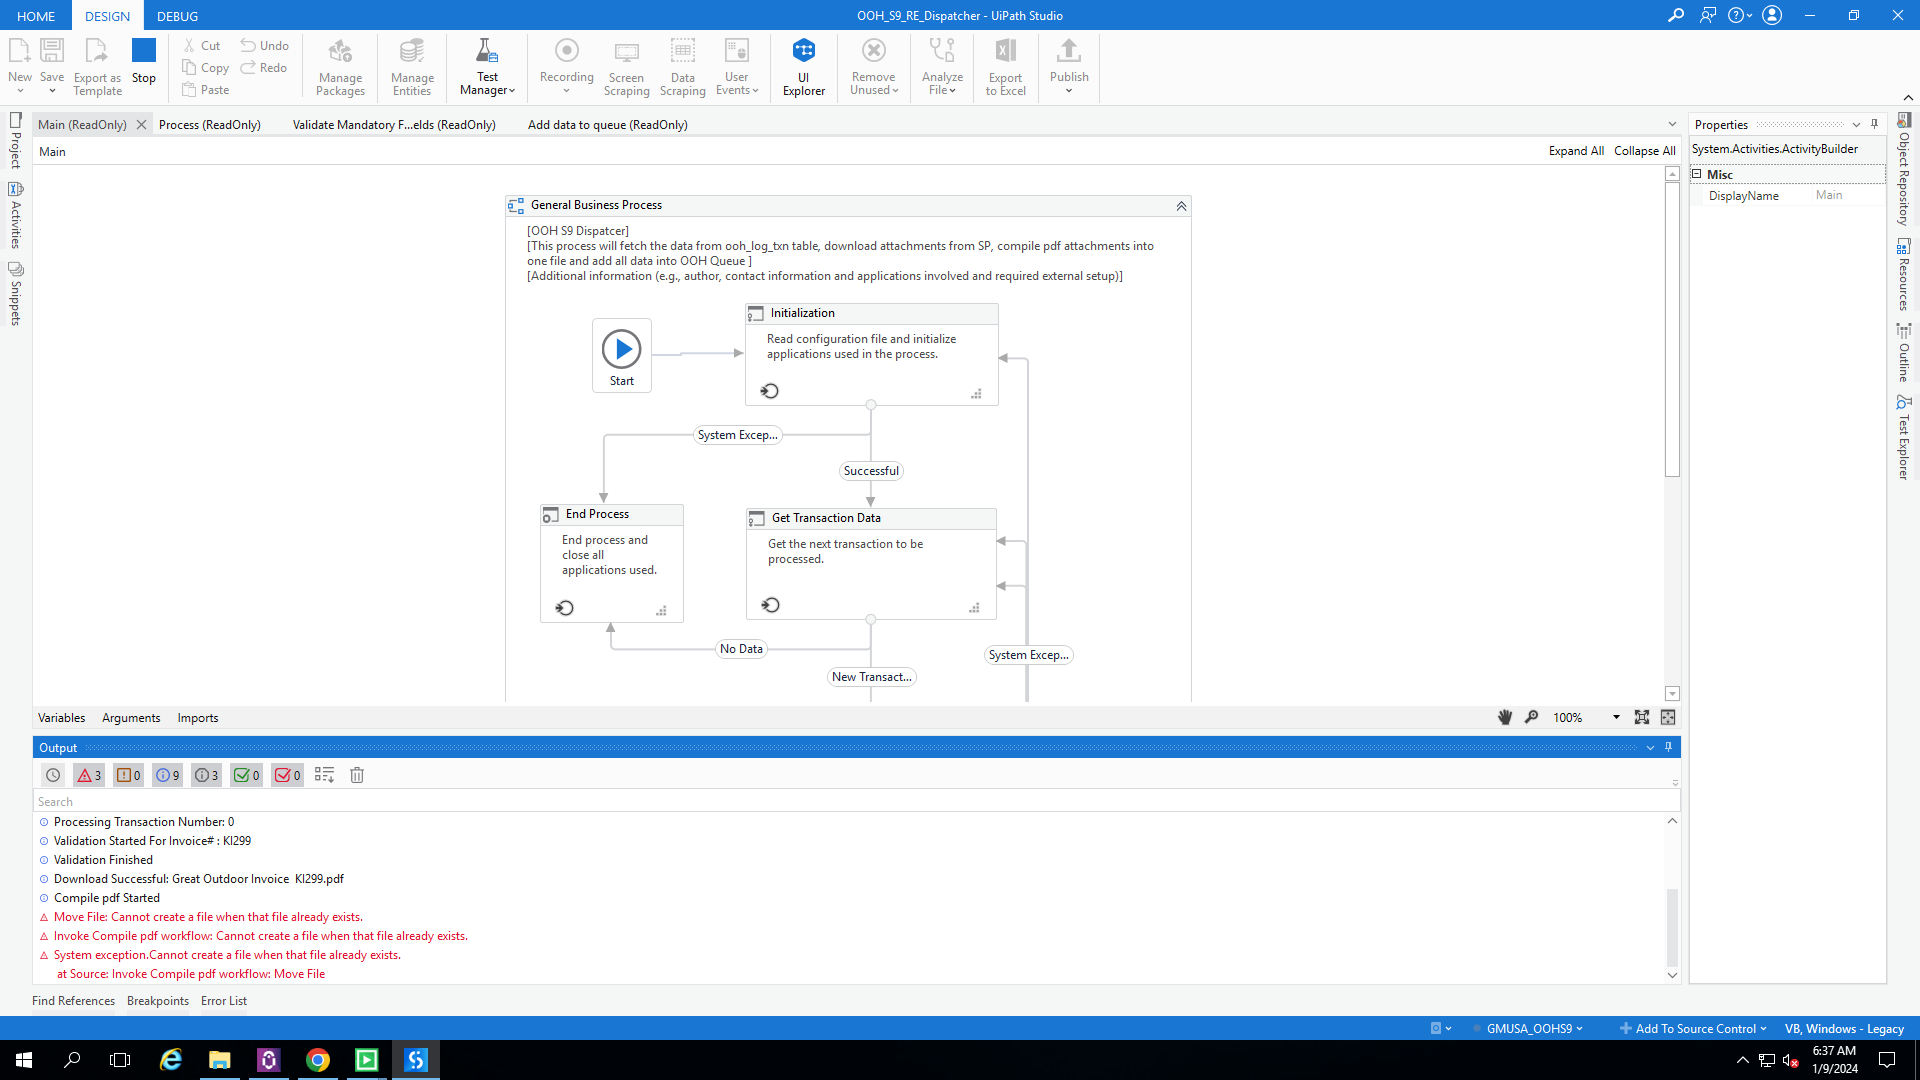 HOME
DESIGN
DEBUG
OOH_S9_RE_Dispatcher - UiPath Studio
New
Save
Export as
Template
Stop
Cut
Copy
Paste
Undo
Redo
Manage
Packages
Manage
Entities
Test
Manager
Recording
Screen
Scraping
Data
Scraping
User
Events
UI
Explorer
Remove
Unused
Analyze
File
Export
to Excel
Publish
Main (ReadOnly)
Process (ReadOnly)
Validate Mandatory F...elds (ReadOnly)
Add data to queue (ReadOnly)
Main
Expand All
Collapse All
Project
Activities
Snippets
General Business Process
[OOH S9 Dispatcer]
[This process will fetch the data from ooh_log_txn table, download attachments from SP, compile pdf attachments into
one file and add all data into OOH Queue ]
[Additional information (e.g., author, contact information and applications involved and required external setup)]
Start
Initialization
Read configuration file and initialize
applications used in the process.
System Excep...
Successful
End Process
End process and
close all
applications used.
Get Transaction Data
Get the next transaction to be
processed.
No Data
New Transact...
System Excep...
Variables
Arguments
Imports
100%
Properties
System.Activities.ActivityBuilder
Misc
DisplayName
Main
Object Repository
Resources
Outline
Test Explorer
Output
3
0
9
3
0
0
Search
Processing Transaction Number: 0
Validation Started For Invoice# : KI299
Validation Finished
Download Successful: Great Outdoor Invoice  KI299.pdf
Compile pdf Started
Move File: Cannot create a file when that file already exists.
Invoke Compile pdf workflow: Cannot create a file when that file already exists.
System exception.Cannot create a file when that file already exists.
at Source: Invoke Compile pdf workflow: Move File
Find References
Breakpoints
Error List
GMUSA_OOHS9
Add To Source Control
VB, Windows - Legacy
6:37 AM
1/9/2024